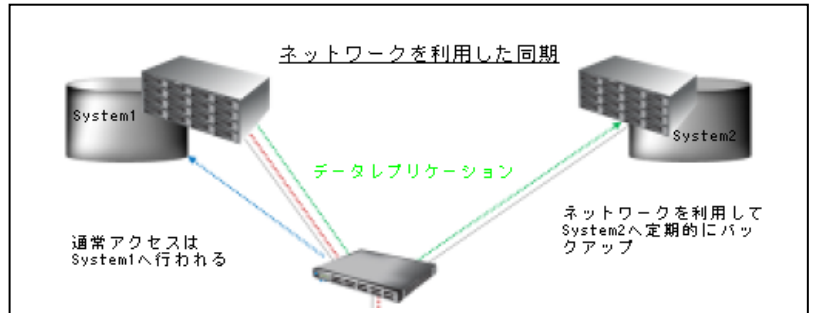 ネットワークを利用した同期
System1
System2
データレプリケーション
通常アクセスは
System1へ行われる
ネットワークを利用して
System2へ定期的にバッ
クアップ